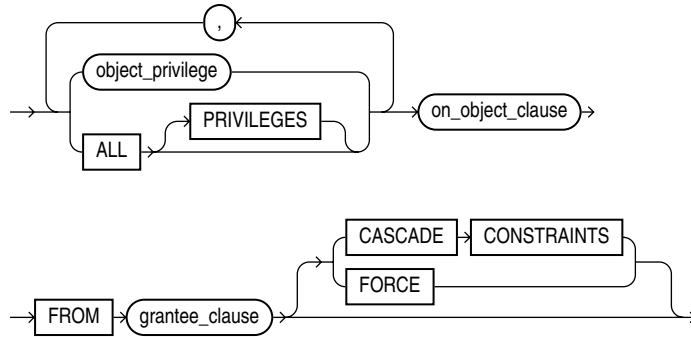 ,
object_privilege
PRIVILEGES
on_object_clause
ALL
CASCADE CONSTRAINTS
FORCE
FROM grantee_clause